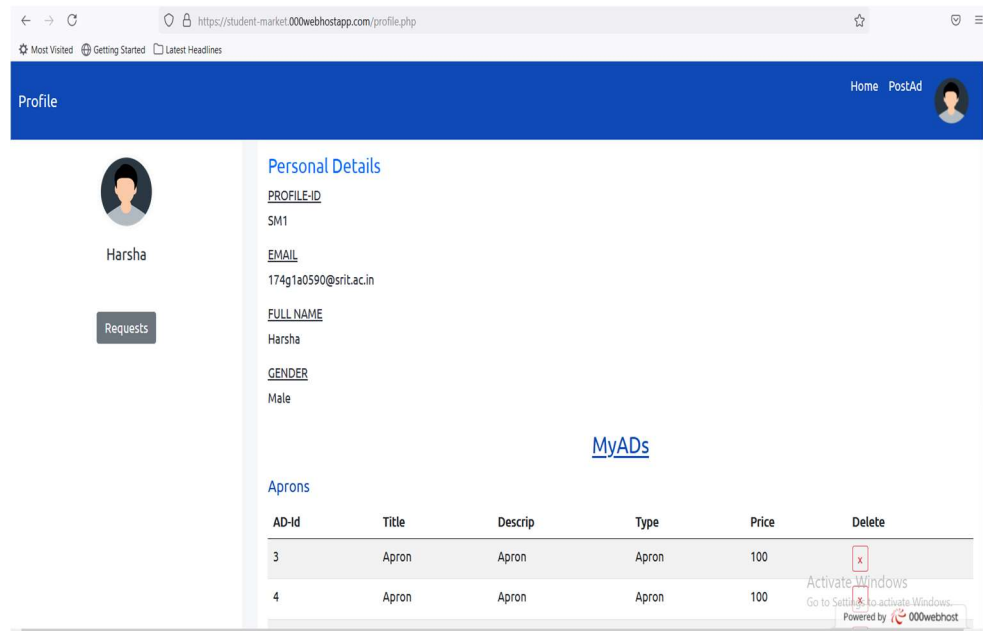 https://student-market.000webhostapp.com/profile.php
Most Visited Getting Started Latest Headlines
Profile
Home PostAd
Harsha
Requests
Personal Details
PROFILE-ID
SM1
EMAIL
174g1a0590@srit.ac.in
FULL NAME
Harsha
GENDER
Male
MyADs
Aprons
AD-Id Title Descrip Type Price Delete
3 Apron Apron Apron 100 x
4 Apron Apron Apron 100 x
Activate Windows
Go to Settings to activate Windows.
Powered by 000webhost